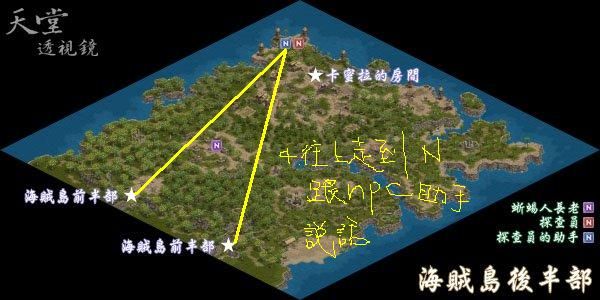 天堂
透視鏡
N N
卡蜜拉的房間
N
4往上走到 N
跟npc助手
說話
海賊島前半部
海賊島前半部
蜥蜴人長老 N
探查員 N
探查員的助手 N
海賊島後半部